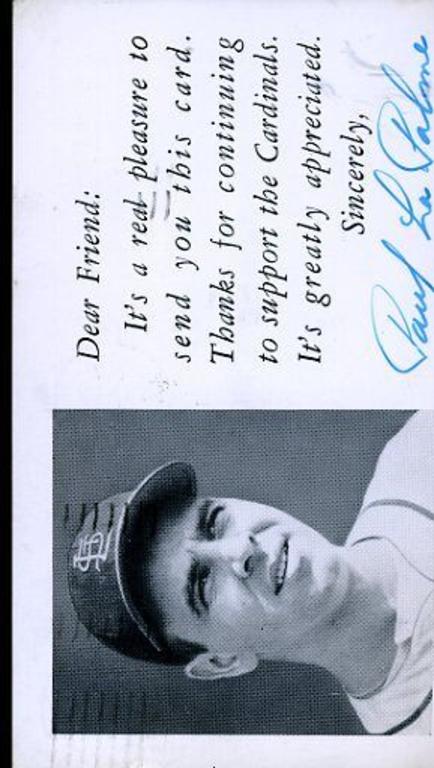 Dear Friend:
It's a real pleasure to
send you this card.
Thanks for continuing
to support the Cardinals.
It's greatly appreciated.
Sincerely,
Paul La Palme
STL